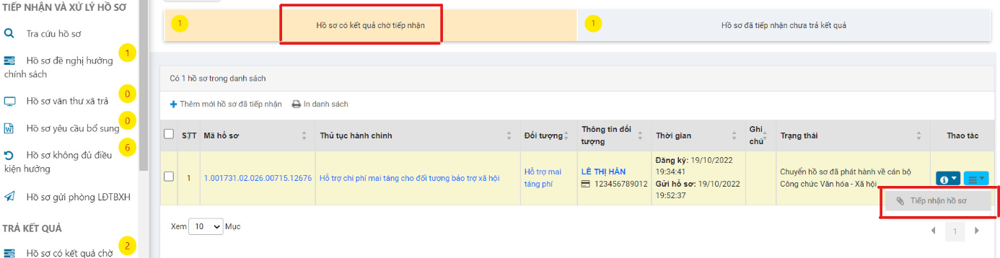 TIẾP NHẬN VÀ XỬ LÝ HỒ SƠ
Tra cứu hồ sơ
1
Hồ sơ đề nghị hưởng
chính sách
0
Hồ sơ văn thư xã trả
0
Hồ sơ yêu cầu bổ sung
6
Hồ sơ không đủ điều
kiện hưởng
Hồ sơ gửi phòng LĐTBXH
TRẢ KẾT QUẢ
2
Hồ sơ có kết quả chờ
1
Hồ sơ có kết quả chờ tiếp nhận
1
Hồ sơ đã tiếp nhận chưa trả kết quả
Có 1 hồ sơ trong danh sách
Thêm mới hồ sơ đã tiếp nhận
In danh sách
STT
Mã hồ sơ
Thủ tục hành chính
Đối tượng
Thông tin đối
tượng
Thời gian
Ghi
chú
Trạng thái
Thao tác
1
1.001731.02.026.00715.12676
Hỗ trợ chi phí mai táng cho đối tượng bảo trợ xã hội
Hỗ trợ mai
táng phí
LÊ THỊ HÂN
123456789012
Đăng ký: 19/10/2022
19:34:41
Gửi hồ sơ: 19/10/2022
19:52:37
Chuyển hồ sơ đã phát hành về cán bộ
Công chức Văn hóa - Xã hội
Tiếp nhận hồ sơ
Xem 10 Mục
1